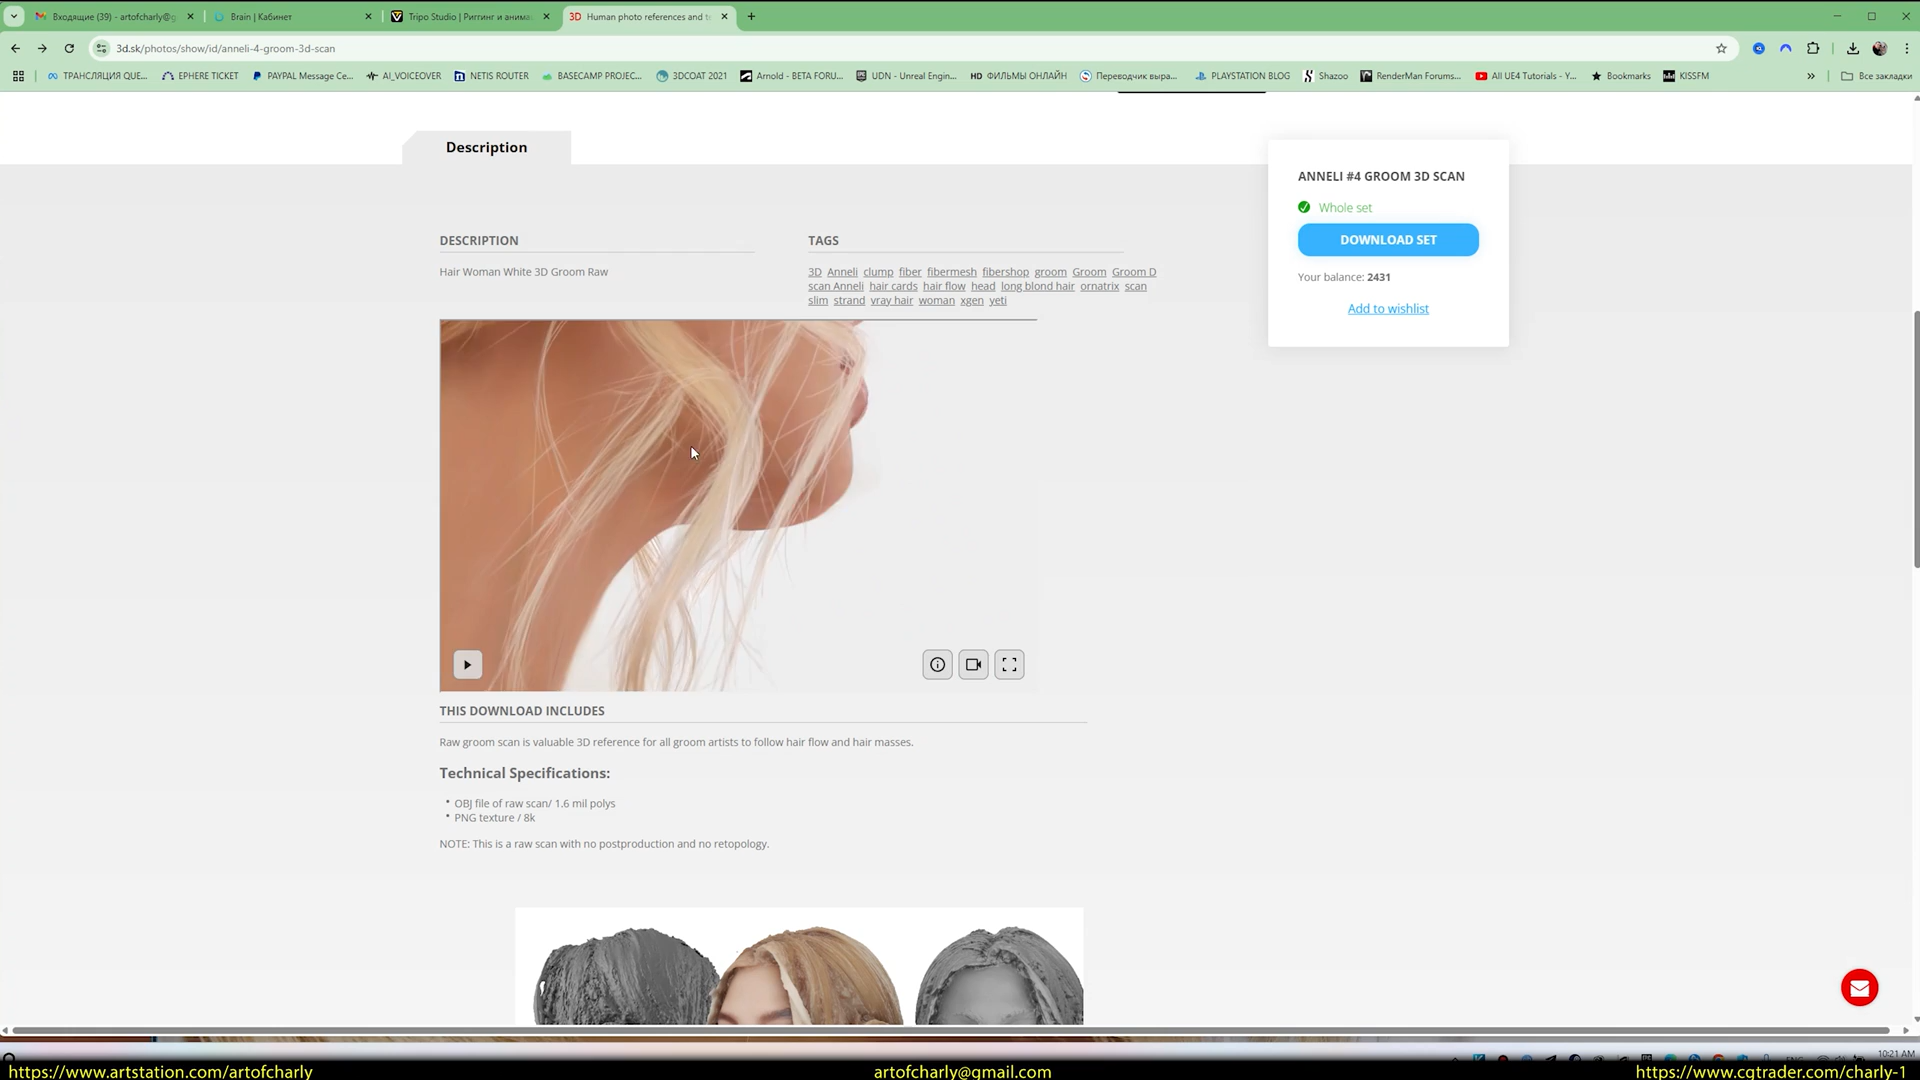 Входящие (39) - artofcharly@g
Brain | Кабинет
Tripo Studio | Риггинг и анима
3D Human photo references and te
3d.sk/photos/show/id/anneli-4-groom-3d-scan
ТРАНСЛЯЦИЯ QUE...
EPHERE TICKET
PAYPAL Message Ce...
AI_VOICEOVER
NETIS ROUTER
BASECAMP PROJEC...
3DCOAT 2021
Arnold - BETA FORU...
UDN - Unreal Engin...
HD ФИЛЬМЫ ОНЛАЙН
Переводчик выра...
PLAYSTATION BLOG
Shazoo
RenderMan Forums...
All UE4 Tutorials - Y...
Bookmarks
KISSFM
Все закладки
Description
ANNELI #4 GROOM 3D SCAN
Whole set
DOWNLOAD SET
Your balance: 2431
Add to wishlist
DESCRIPTION
Hair Woman White 3D Groom Raw
TAGS
3D Anneli clump fiber fibermesh fibershop groom Groom Groom D
scan Anneli hair cards hair flow head long blond hair ornatrix scan
slim strand vray hair woman xgen yeti
THIS DOWNLOAD INCLUDES
Raw groom scan is valuable 3D reference for all groom artists to follow hair flow and hair masses.
Technical Specifications:
• OBJ file of raw scan/ 1.6 mil polys
• PNG texture / 8k
NOTE: This is a raw scan with no postproduction and no retopology.
10:21 AM
https://www.artstation.com/artofcharly
artofcharly@gmail.com
https://www.cgtrader.com/charly-1